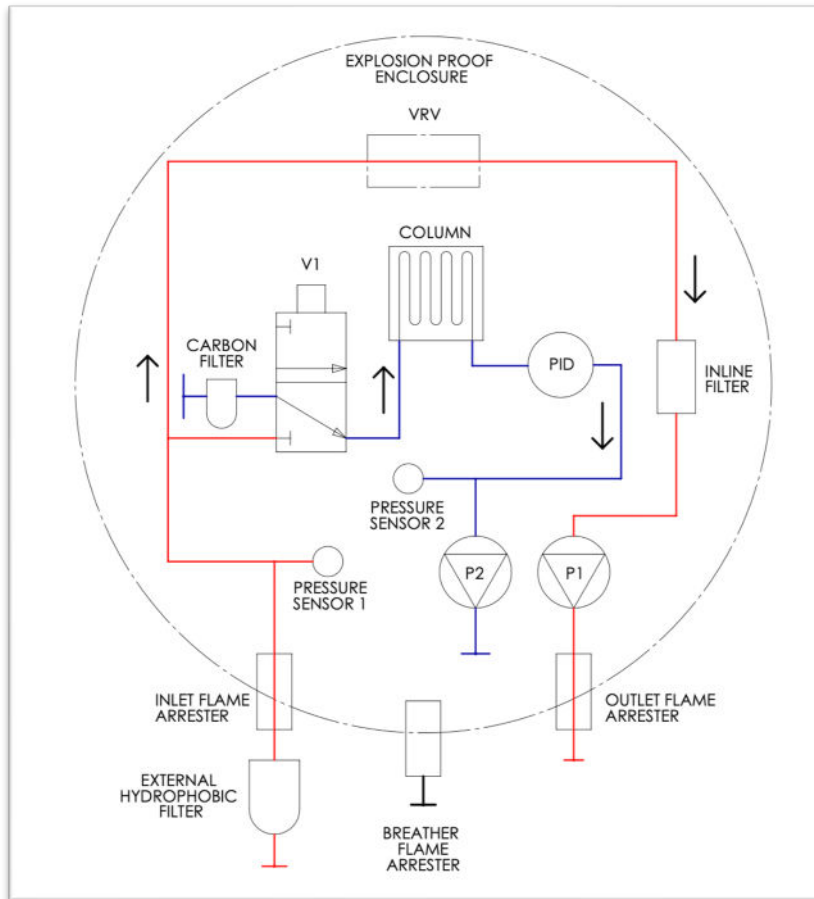 EXPLOSION PROOF
ENCLOSURE
VRV
COLUMN
V1
CARBON
FILTER
PID
INLINE
FILTER
PRESSURE
SENSOR 2
P2
P1
PRESSURE
SENSOR 1
INLET FLAME
ARRESTER
OUTLET FLAME
ARRESTER
EXTERNAL
HYDROPHOBIC
FILTER
BREATHER
FLAME
ARRESTER